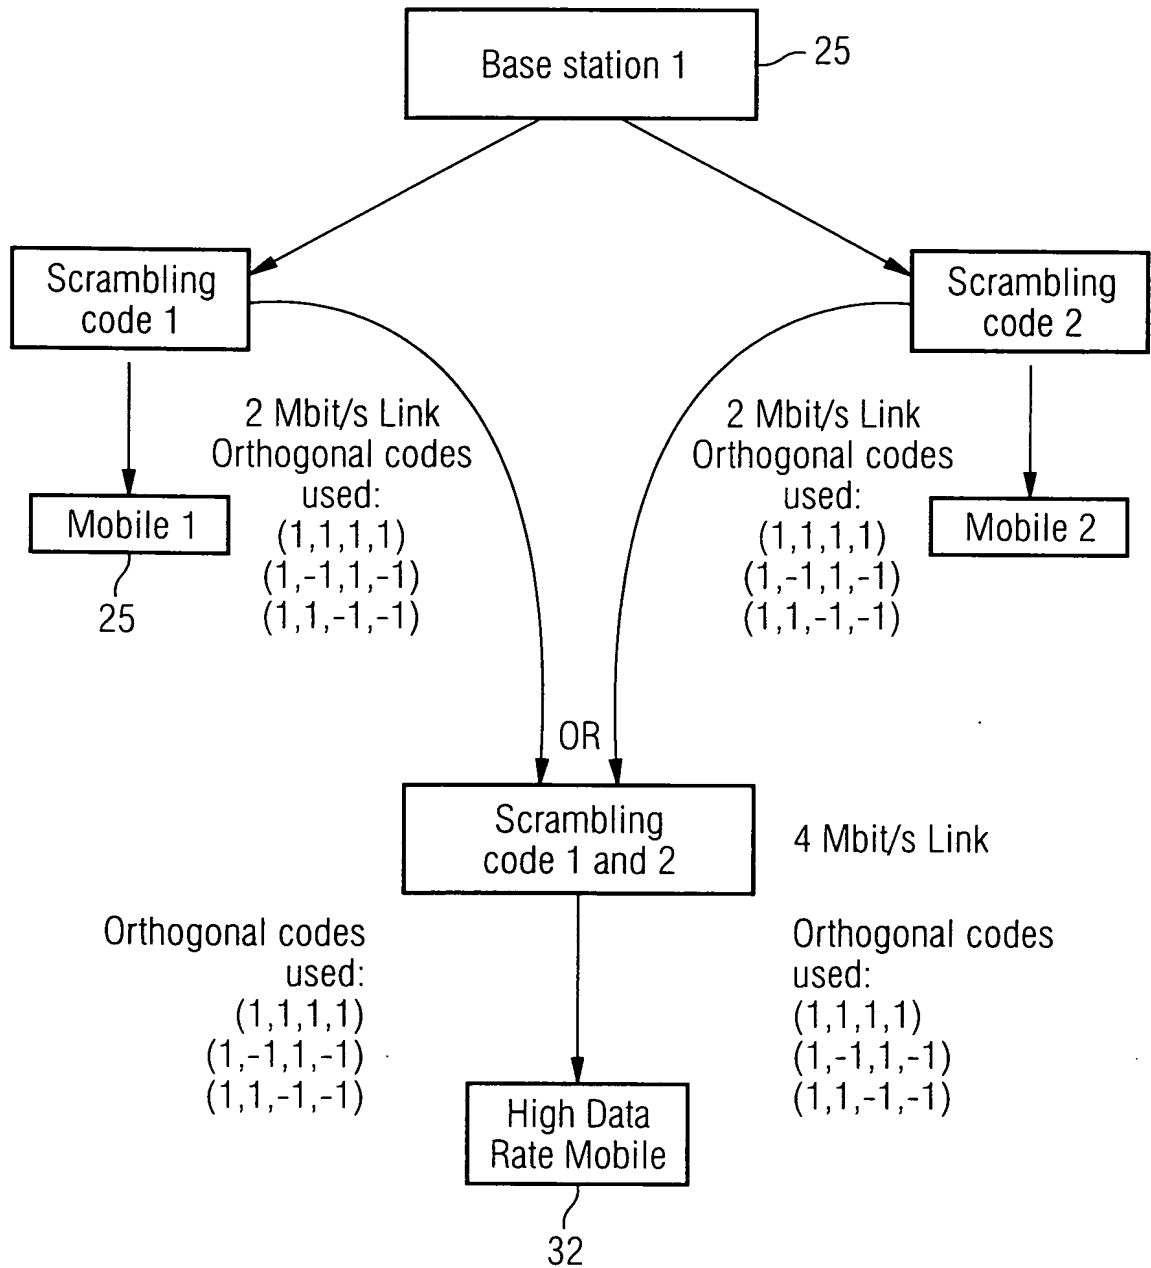 Base station 1
25
Scrambling
code 1
Scrambling
code 2
2 Mbit/s Link
Orthogonal codes
used:
(1,1,1,1)
(1,-1,1,-1)
(1,1,-1,-1)
2 Mbit/s Link
Orthogonal codes
used:
(1,1,1,1)
(1,-1,1,-1)
(1,1,-1,-1)
Mobile 1
25
Mobile 2
OR
Scrambling
code 1 and 2
4 Mbit/s Link
Orthogonal codes
used:
(1,1,1,1)
(1,-1,1,-1)
(1,1,-1,-1)
Orthogonal codes
used:
(1,1,1,1)
(1,-1,1,-1)
(1,1,-1,-1)
High Data
Rate Mobile
32